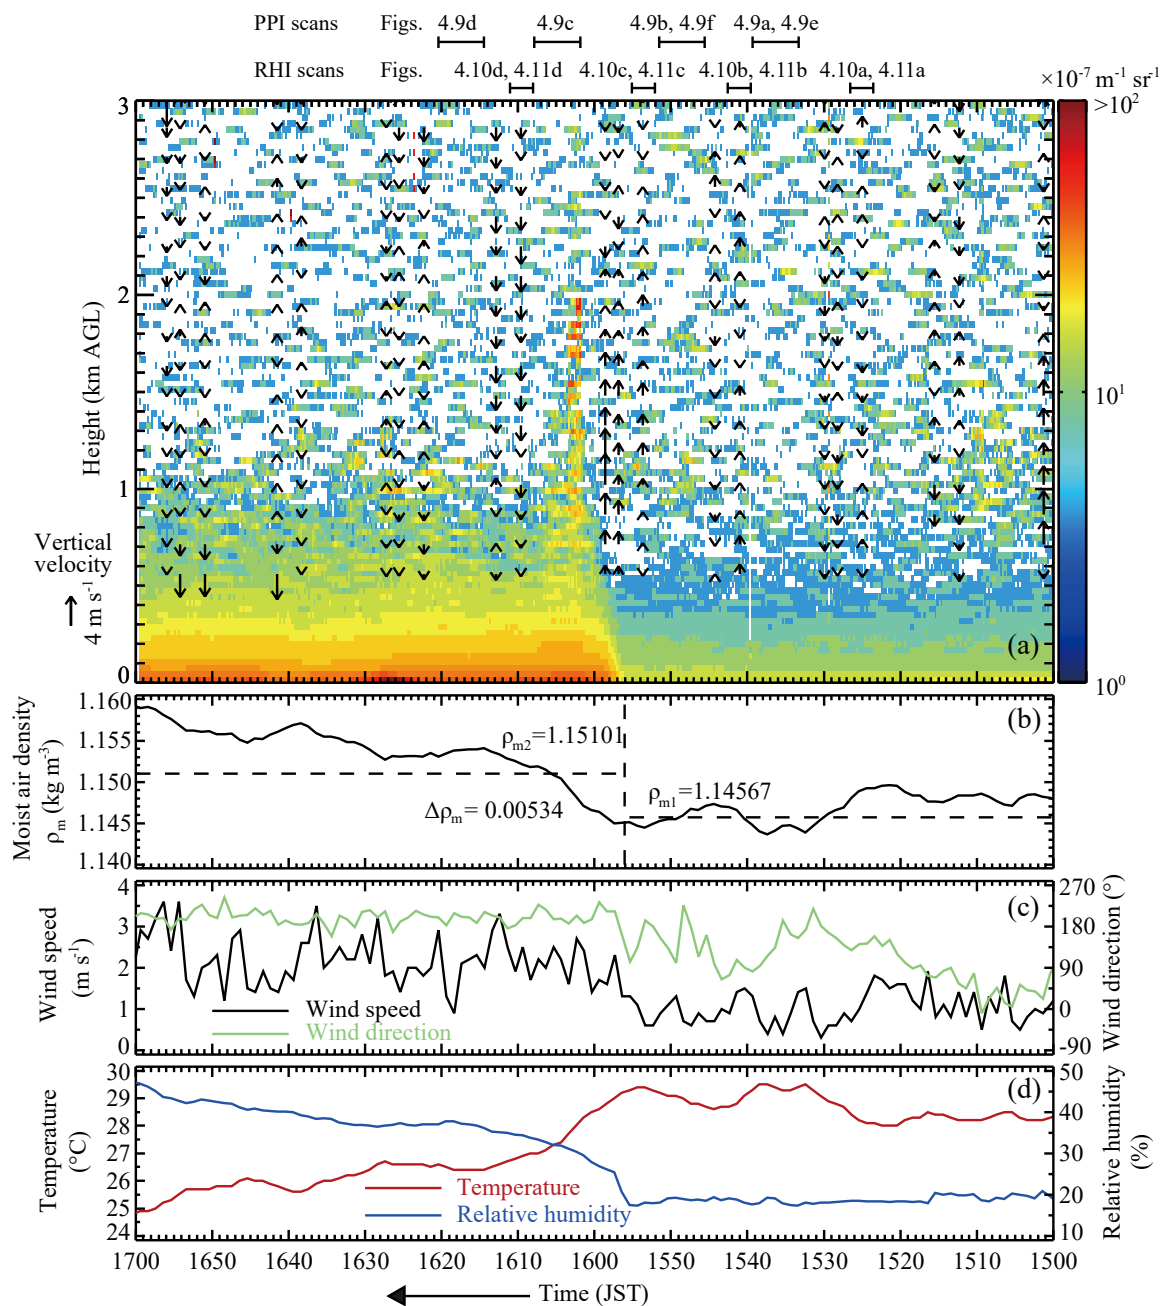 PPI scans Figs. 4.9d 4.9c 4.9b, 4.9f 4.9a, 4.9e
RHI scans Figs. 4.10d, 4.11d 4.10c, 4.11c 4.10b, 4.11b 4.10a, 4.11a
×10⁻⁷ m⁻¹ sr¹
>10²
10¹
10⁰
3
2
1
0
Height (km AGL)
Vertical
velocity
4 m s⁻¹
(a)
1.160
1.155
1.150
1.145
1.140
Moist air density
ρm (kg m⁻³)
(b)
ρm2=1.15101
ρm1=1.14567
Δρm= 0.00534
4
3
2
1
0
Wind speed
(m s⁻¹)
(c)
270
180
90
0
-90
Wind direction (°)
Wind speed
Wind direction
30
29
28
27
26
25
24
Temperature
(°C)
(d)
50
40
30
20
10
Relative humidity
(%)
Temperature
Relative humidity
1700 1650 1640 1630 1620 1610 1600 1550 1540 1530 1520 1510 1500
Time (JST)